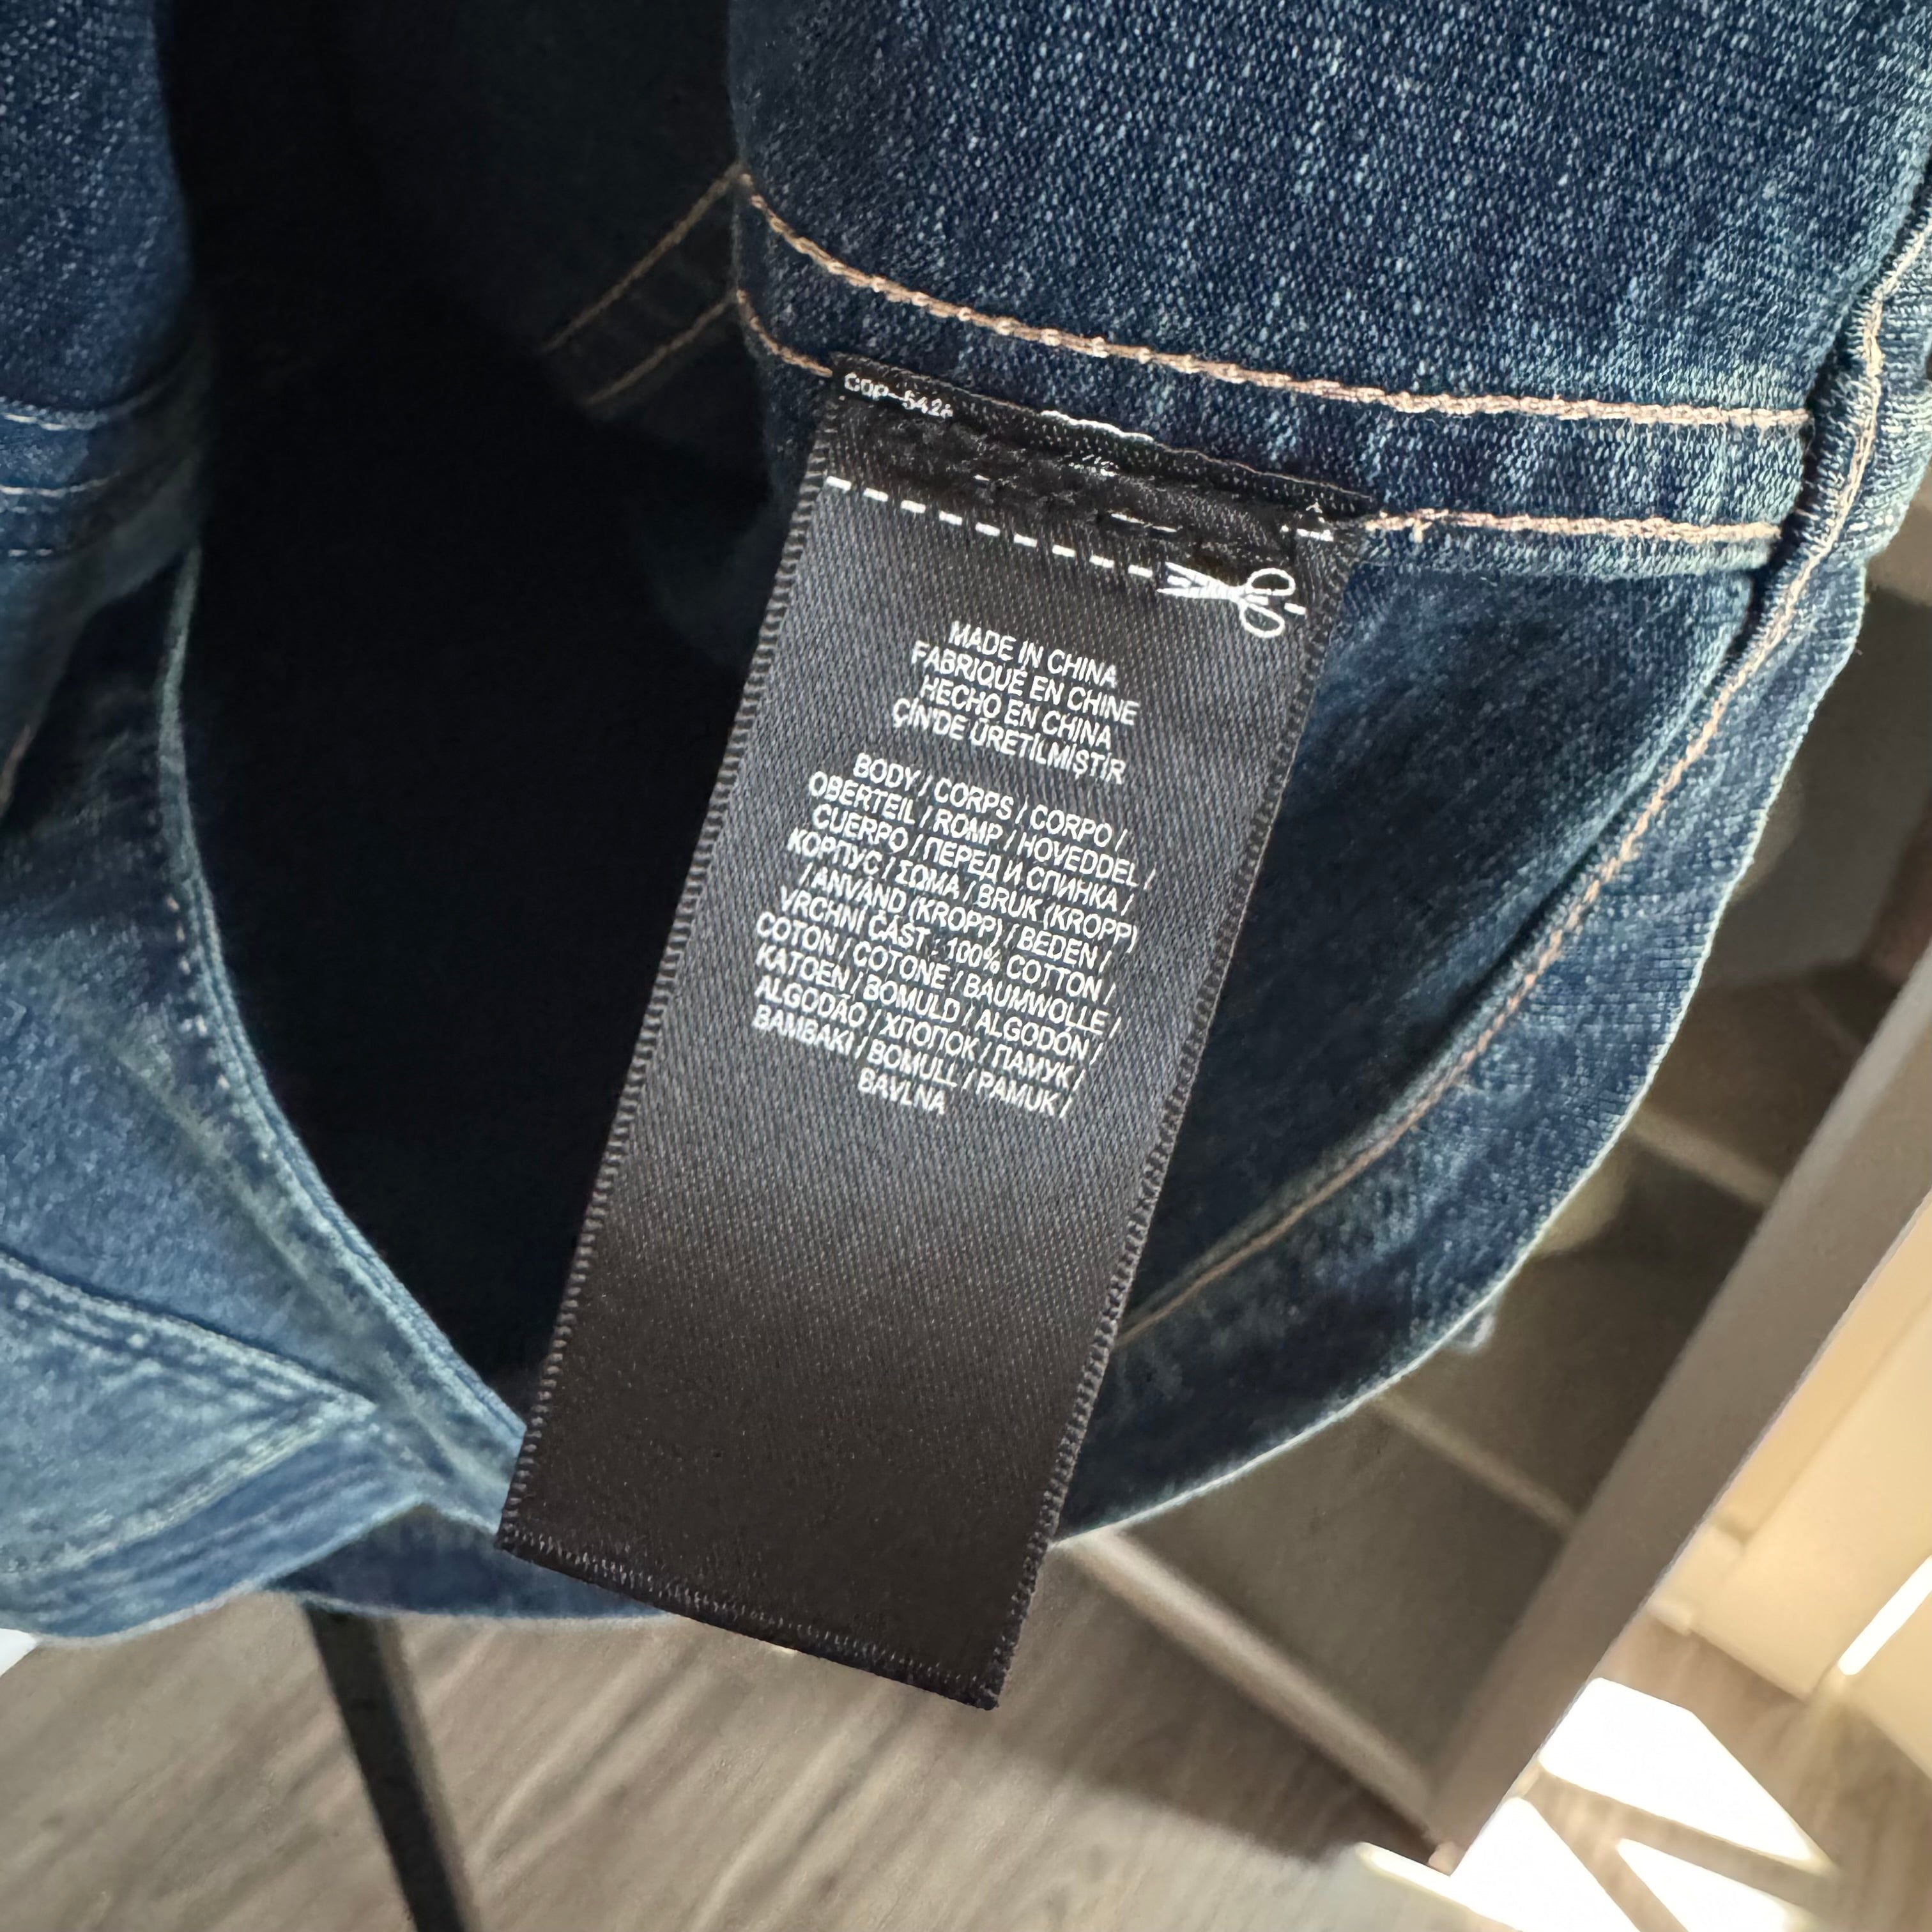 MADE IN CHINA
FABRIQUÉ EN CHINE
HECHO EN CHINA
ÇİN'DE ÜRETİLMİŞTİR
BODY / CORPS / CORPO /
OBERTEIL / ROMP / HOVEDDEL /
CUERPO / ПЕРЕД И СПИНКА /
КОРПУС / ΣΩΜΑ / BRUK (KROPP)
/ ANVÄND (KROPP) / BEDEN /
VRCHNÍ ČÁST : 100% COTTON /
COTON / COTONE / BAUMWOLLE /
KATOEN / BOMULD / ALGODÓN /
ALGODÃO / ХЛОПОК / ПАМУК /
BAMBAKI / BOMULL / PAMUK /
BAVLNA